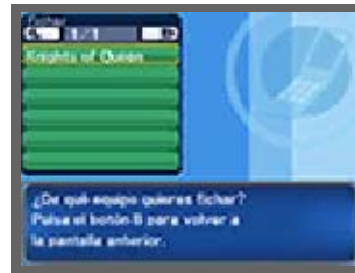 Fichar
1/1
Knights of Queen
¿De qué equipo quieres fichar?
Pulsa el botón B para volver a
la pantalla anterior.